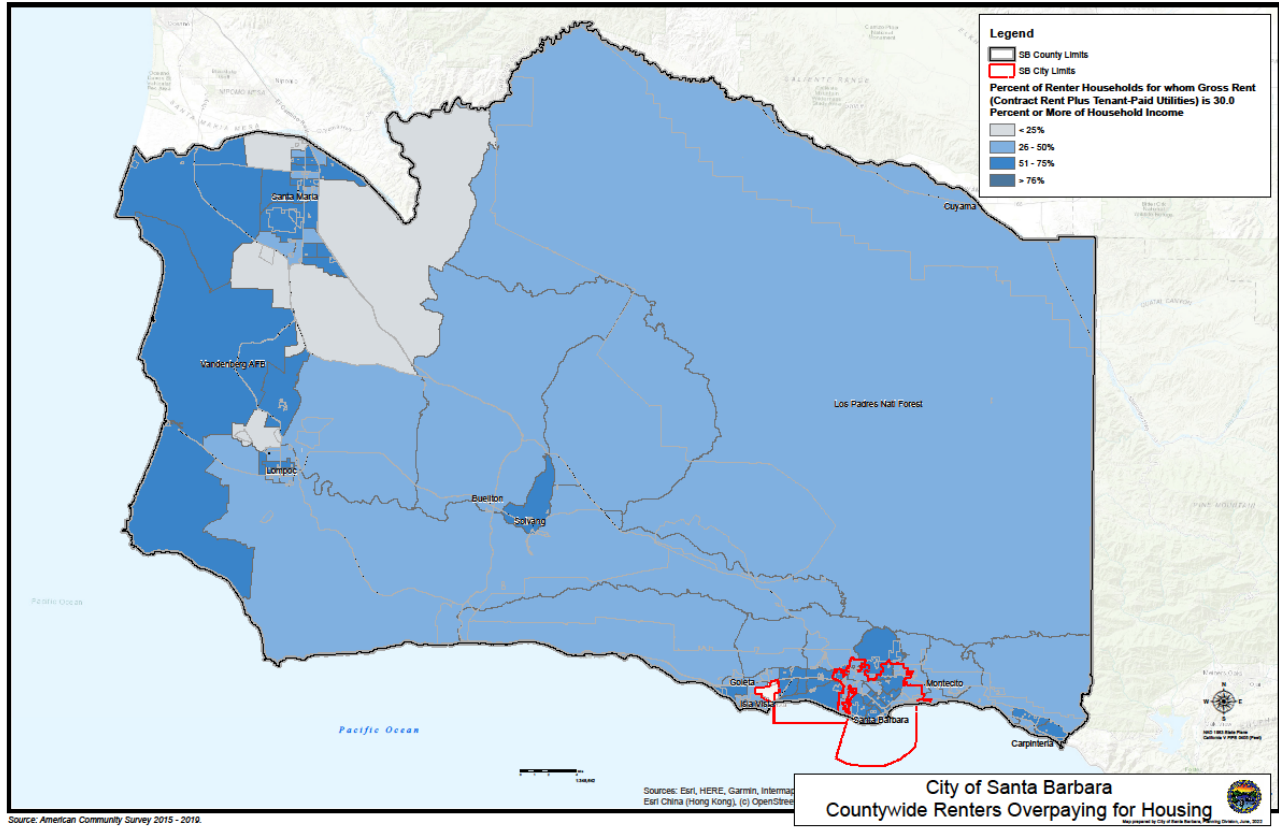 Legend
SB County Limits
SB City Limits
Percent of Renter Households for whom Gross Rent
(Contract Rent Plus Tenant-Paid Utilities) is 30.0
Percent or More of Household Income
< 25%
26 - 50%
51 - 75%
> 76%
Santa Maria
Cuyama
Vandenberg AFB
Los Padres Natl Forest
Lompoc
Buellton
Solvang
Pacific Ocean
Goleta
Isla Vista
Montecito
Santa Barbara
Carpinteria
Pacific Ocean
N
W
E
S
Sources: Esri, HERE, Garmin, Intermap
Esri China (Hong Kong), (c) OpenStree
City of Santa Barbara
Countywide Renters Overpaying for Housing
Source: American Community Survey 2015 - 2019.